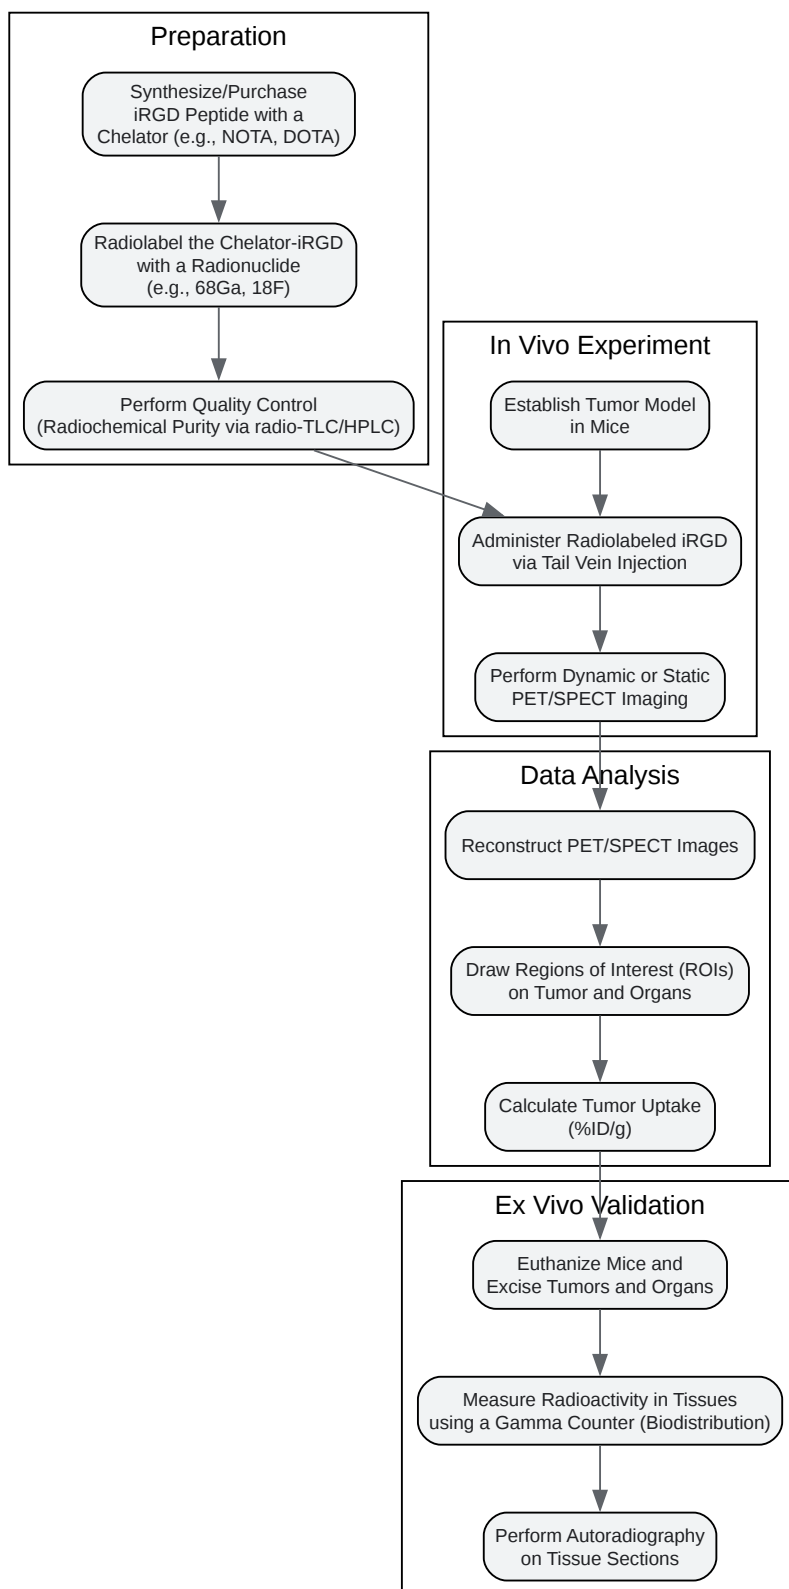 Preparation
Synthesize/Purchase
iRGD Peptide with a
Chelator (e.g., NOTA, DOTA)
Radiolabel the Chelator-iRGD
with a Radionuclide
(e.g., 68Ga, 18F)
Perform Quality Control
(Radiochemical Purity via radio-TLC/HPLC)
In Vivo Experiment
Establish Tumor Model
in Mice
Administer Radiolabeled iRGD
via Tail Vein Injection
Perform Dynamic or Static
PET/SPECT Imaging
Data Analysis
Reconstruct PET/SPECT Images
Draw Regions of Interest (ROIs)
on Tumor and Organs
Calculate Tumor Uptake
(%ID/g)
Ex Vivo Validation
Euthanize Mice and
Excise Tumors and Organs
Measure Radioactivity in Tissues
using a Gamma Counter (Biodistribution)
Perform Autoradiography
on Tissue Sections